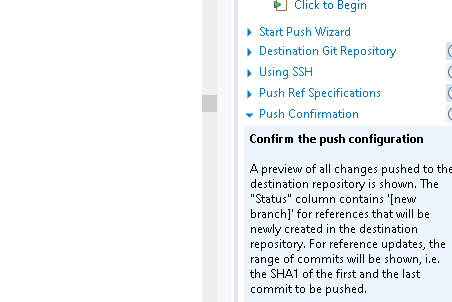 Click to Begin
Start Push Wizard
Destination Git Repository
Using SSH
Push Ref Specifications
Push Confirmation
Confirm the push configuration
A preview of all changes pushed to the
destination repository is shown. The
"Status" column contains '[new
branch]' for references that will be
newly created in the destination
repository. For reference updates, the
range of commits will be shown, i.e.
the SHA1 of the first and the last
commit to be pushed.